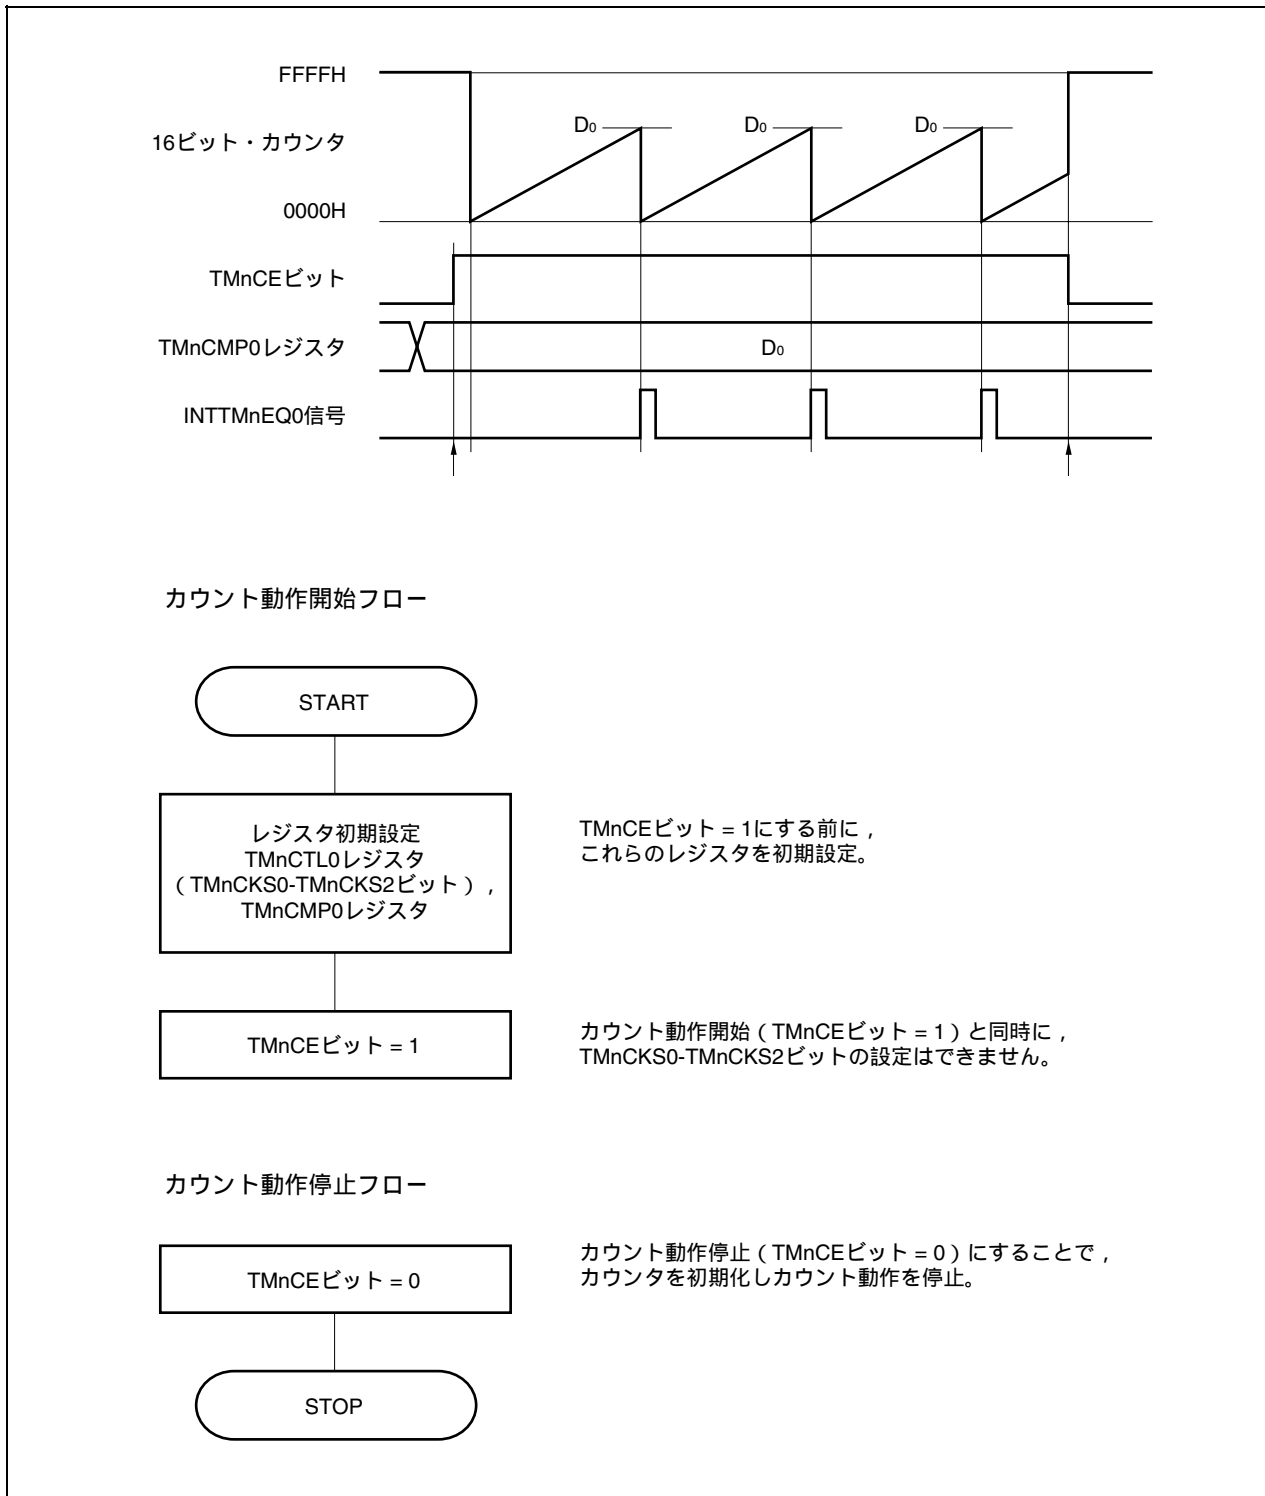 FFFFH
D0 D0 D0
16ビット・カウンタ
0000H
TMnCEビット
TMnCMP0レジスタ D0
INTTMnEQ0信号
カウント動作開始フロー
START
レジスタ初期設定
TMnCTL0レジスタ
（TMnCKS0-TMnCKS2ビット），
TMnCMP0レジスタ
TMnCEビット = 1にする前に，
これらのレジスタを初期設定。
TMnCEビット = 1
カウント動作開始（TMnCEビット = 1）と同時に，
TMnCKS0-TMnCKS2ビットの設定はできません。
カウント動作停止フロー
TMnCEビット = 0
カウント動作停止（TMnCEビット = 0）にすることで，
カウンタを初期化しカウント動作を停止。
STOP